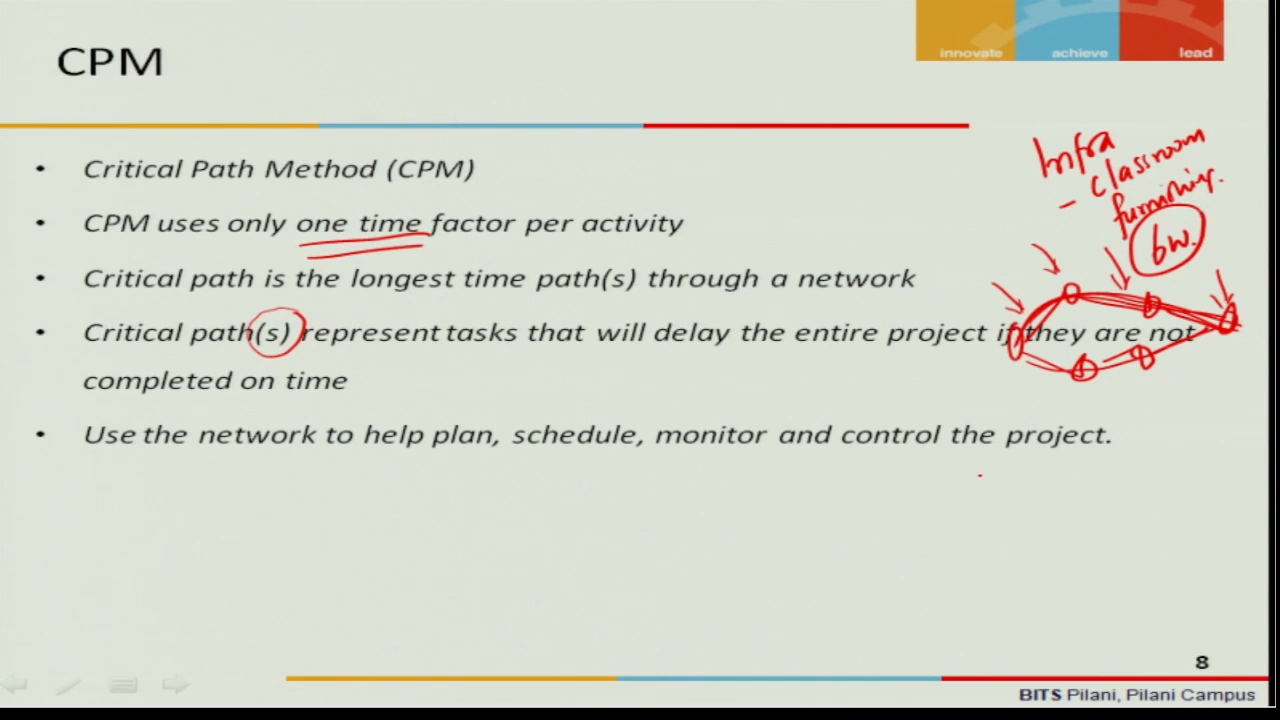 innovate achieve lead
CPM
• Critical Path Method (CPM)
• CPM uses only one time factor per activity
• Critical path is the longest time path(s) through a network
• Critical path(s) represent tasks that will delay the entire project if they are not
completed on time
• Use the network to help plan, schedule, monitor and control the project.
Infra
- classroom
furnishing.
6w.
8
BITS Pilani, Pilani Campus